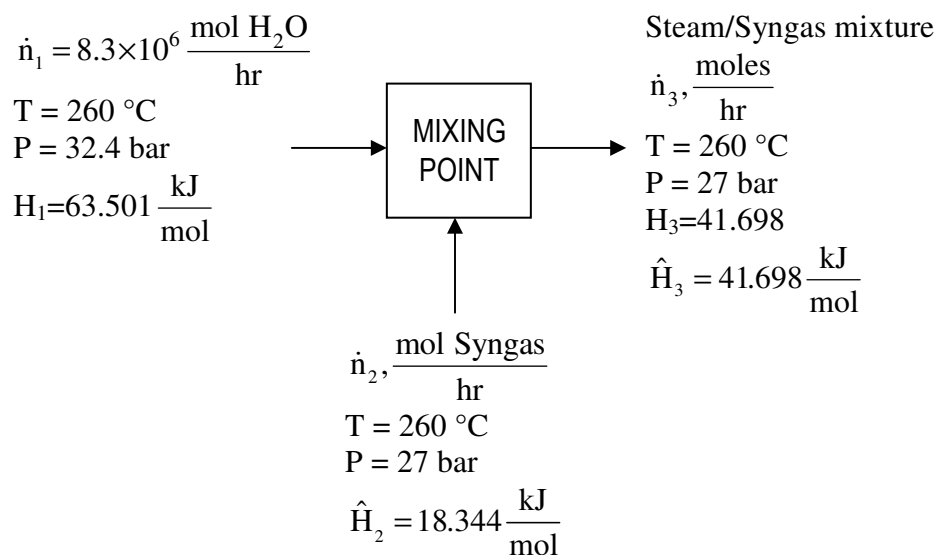 ṅ₁ = 8.3×10⁶ mol H₂O / hr
T = 260 °C
P = 32.4 bar
H₁=63.501 kJ / mol
MIXING
POINT
Steam/Syngas mixture
ṅ₃, moles / hr
T = 260 °C
P = 27 bar
H₃=41.698
Ĥ₃ = 41.698 kJ / mol
ṅ₂, mol Syngas / hr
T = 260 °C
P = 27 bar
Ĥ₂ = 18.344 kJ / mol